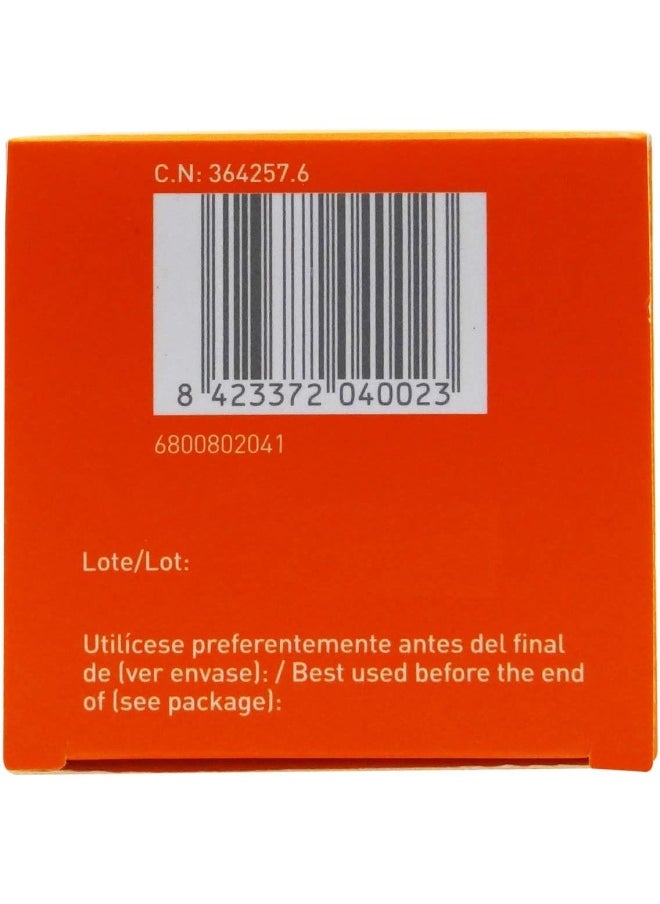 C.N: 364257.6
8 423372 040023
6800802041
Lote/Lot:
Utilícese preferentemente antes del final
de (ver envase): / Best used before the end
of (see package):